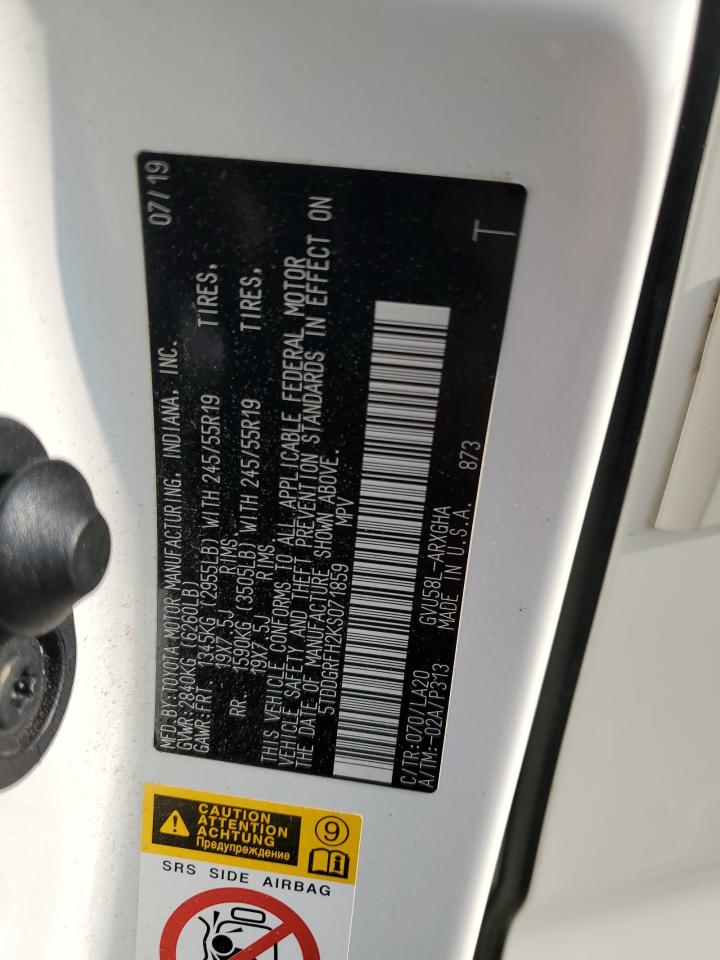 MFD.BY:TOYOTA MOTOR MANUFACTURING, INDIANA, INC. 07/19
GVWR:2840KG (6260LB)
GAWR:FRT 1345KG (2955LB) WITH 245/55R19 TIRES,
19X7.5J RIMS
RR. 1590KG (3505LB) WITH 245/55R19 TIRES,
19X7.5J RIMS
THIS VEHICLE CONFORMS TO ALL APPLICABLE FEDERAL MOTOR
VEHICLE SAFETY AND THEFT PREVENTION STANDARDS IN EFFECT ON
THE DATE OF MANUFACTURE SHOWN ABOVE.
5TDDGRFH2KS071859 MPV
C/TR:070/LA20 GVU58L-ARXGHA 873
A/TM:-02A/P313 MADE IN U.S.A.
T
CAUTION
ATTENTION
ACHTUNG
Предупреждение
9
i
SRS SIDE AIRBAG